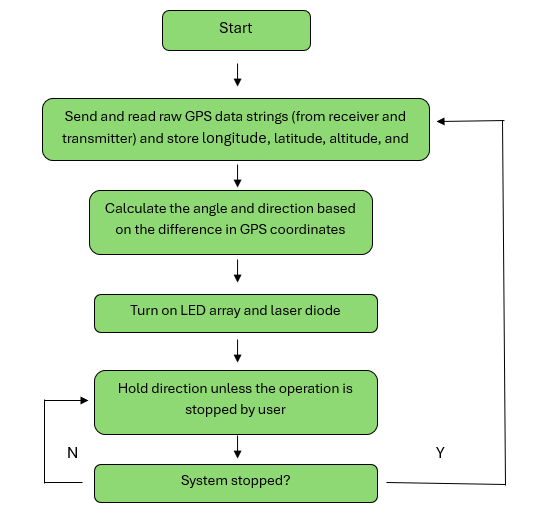 Start
Send and read raw GPS data strings (from receiver and
transmitter) and store longitude, latitude, altitude, and
Calculate the angle and direction based
on the difference in GPS coordinates
Turn on LED array and laser diode
Hold direction unless the operation is
stopped by user
N
Y
System stopped?